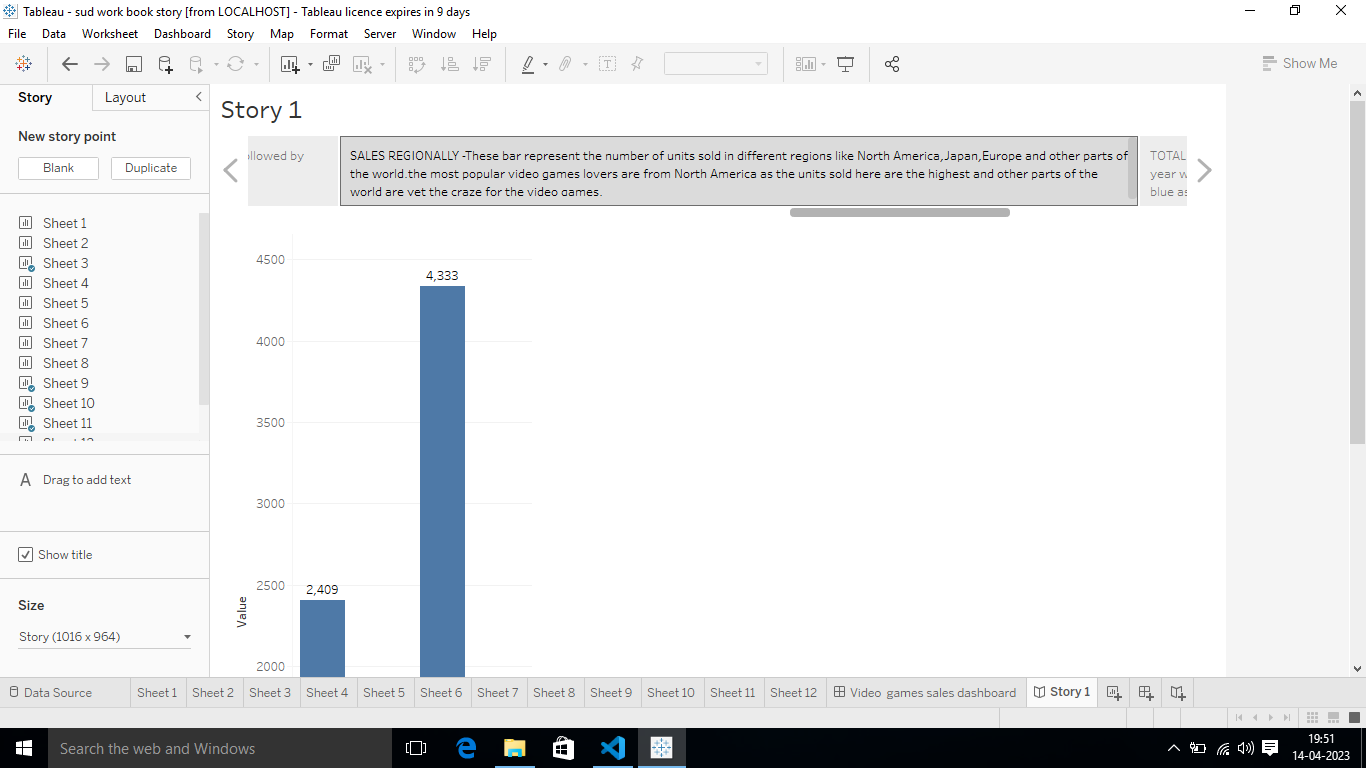 Tableau - sud work book story [from LOCALHOST] - Tableau licence expires in 9 days
File Data Worksheet Dashboard Story Map Format Server Window Help
Show Me
Story Layout
New story point
Blank Duplicate
Sheet 1
Sheet 2
Sheet 3
Sheet 4
Sheet 5
Sheet 6
Sheet 7
Sheet 8
Sheet 9
Sheet 10
Sheet 11
A Drag to add text
Show title
Size
Story (1016 x 964)
Story 1
ollowed by
SALES REGIONALLY -These bar represent the number of units sold in different regions like North America,Japan,Europe and other parts of
the world.the most popular video games lovers are from North America as the units sold here are the highest and other parts of the
world are vet the craze for the video games.
TOTAL
year w
blue as
4500
4,333
4000
3500
3000
2500
2,409
2000
Value
Data Source Sheet 1 Sheet 2 Sheet 3 Sheet 4 Sheet 5 Sheet 6 Sheet 7 Sheet 8 Sheet 9 Sheet 10 Sheet 11 Sheet 12 Video games sales dashboard Story 1
Search the web and Windows
19:51
14-04-2023